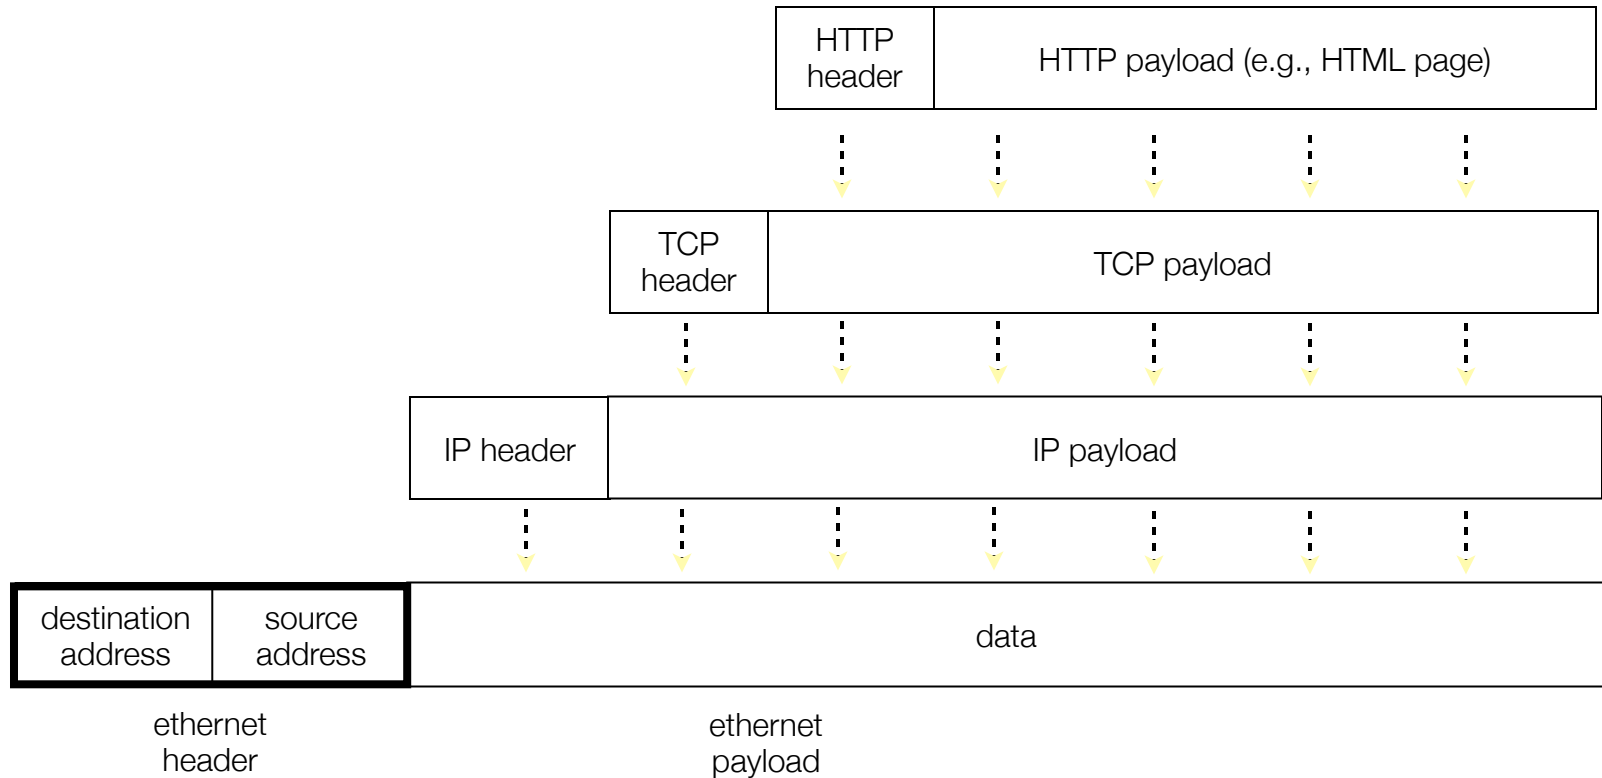 HTTP
header
HTTP payload (e.g., HTML page)
TCP
header
TCP payload
IP header
IP payload
destination
address
source
address
data
ethernet
header
ethernet
payload